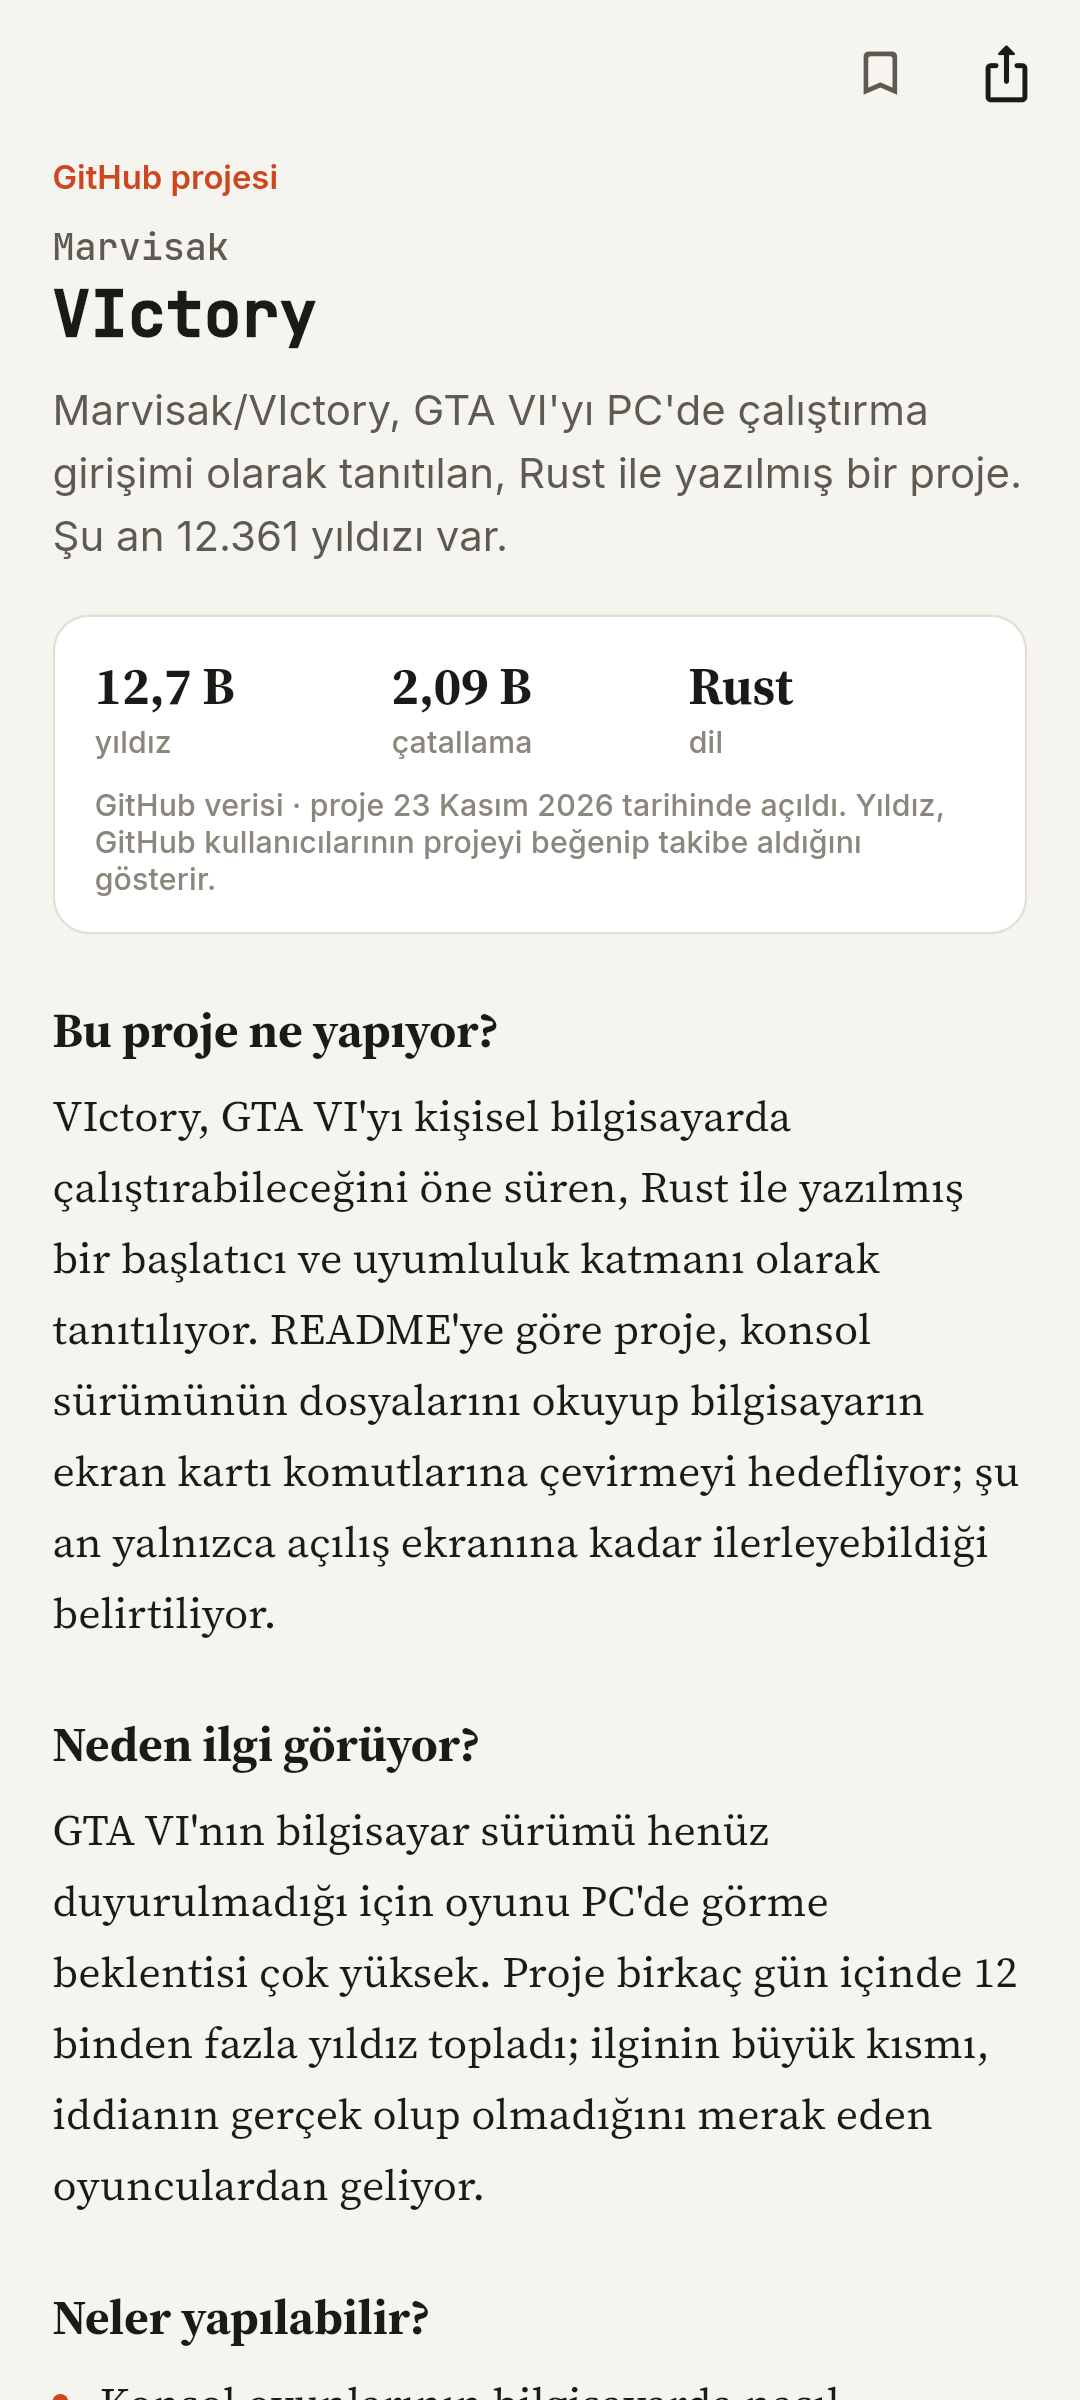 GitHub projesi
Marvisak
VIctory
Marvisak/VIctory, GTA VI'yı PC'de çalıştırma
girişimi olarak tanıtılan, Rust ile yazılmış bir proje.
Şu an 12.361 yıldızı var.
12,7 B
2,09 B
Rust
yıldız
çatallama
dil
GitHub verisi · proje 23 Kasım 2026 tarihinde açıldı. Yıldız,
GitHub kullanıcılarının projeyi beğenip takibe aldığını
gösterir.
Bu proje ne yapıyor?
VIctory, GTA VI'yı kişisel bilgisayarda
çalıştırabileceğini öne süren, Rust ile yazılmış
bir başlatıcı ve uyumluluk katmanı olarak
tanıtılıyor. README'ye göre proje, konsol
sürümünün dosyalarını okuyup bilgisayarın
ekran kartı komutlarına çevirmeyi hedefliyor; şu
an yalnızca açılış ekranına kadar ilerleyebildiği
belirtiliyor.
Neden ilgi görüyor?
GTA VI'nın bilgisayar sürümü henüz
duyurulmadığı için oyunu PC'de görme
beklentisi çok yüksek. Proje birkaç gün içinde 12
binden fazla yıldız topladı; ilginin büyük kısmı,
iddianın gerçek olup olmadığını merak eden
oyunculardan geliyor.
Neler yapılabilir?
Konsol oyunlarının bilgisayarda nasıl